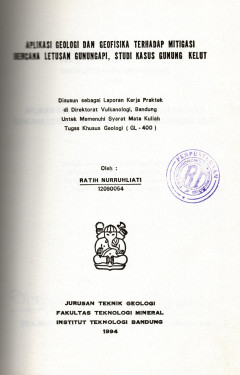 APLIKASI GEOLOGI DAN GEOFISIKA TERHADAP MITIGASI
BENCANA LETUSAN GUNUNGAPI, STUDI KASUS GUNUNG KELUT
Disusun sebagai Laporan Kerja Praktek
di Direktorat Vulkanologi, Bandung
Untuk Memenuhi Syarat Mata Kuliah
Tugas Khusus Geologi ( GL - 400 )
Oleh :
RATIH NURRUHLIATI
12090054
JURUSAN TEKNIK GEOLOGI
FAKULTAS TEKNOLOGI MINERAL
INSTITUT TEKNOLOGI BANDUNG
1994